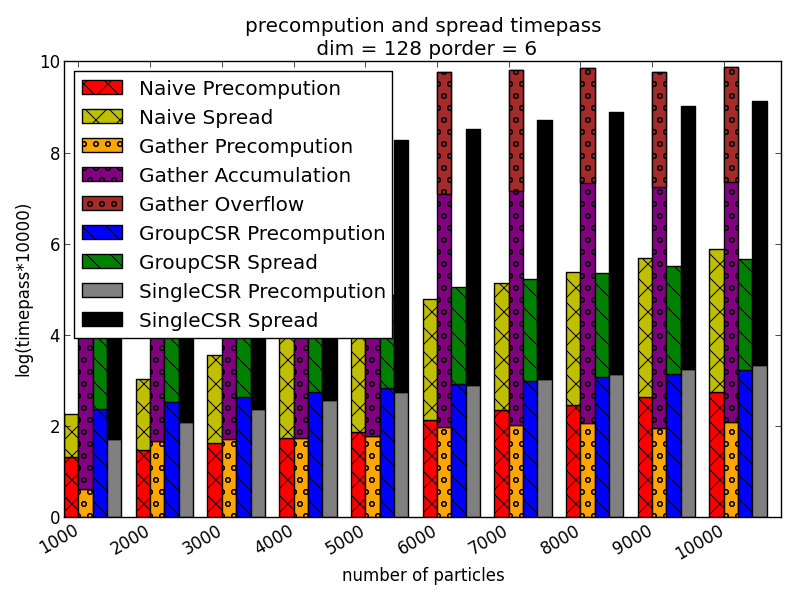 precompution and spread timepass
dim = 128 porder = 6
10
8
6
4
2
0
log(timepass*10000)
Naive Precompution
Naive Spread
Gather Precompution
Gather Accumulation
Gather Overflow
GroupCSR Precompution
GroupCSR Spread
SingleCSR Precompution
SingleCSR Spread
1000 2000 3000 4000 5000 6000 7000 8000 9000 10000
number of particles